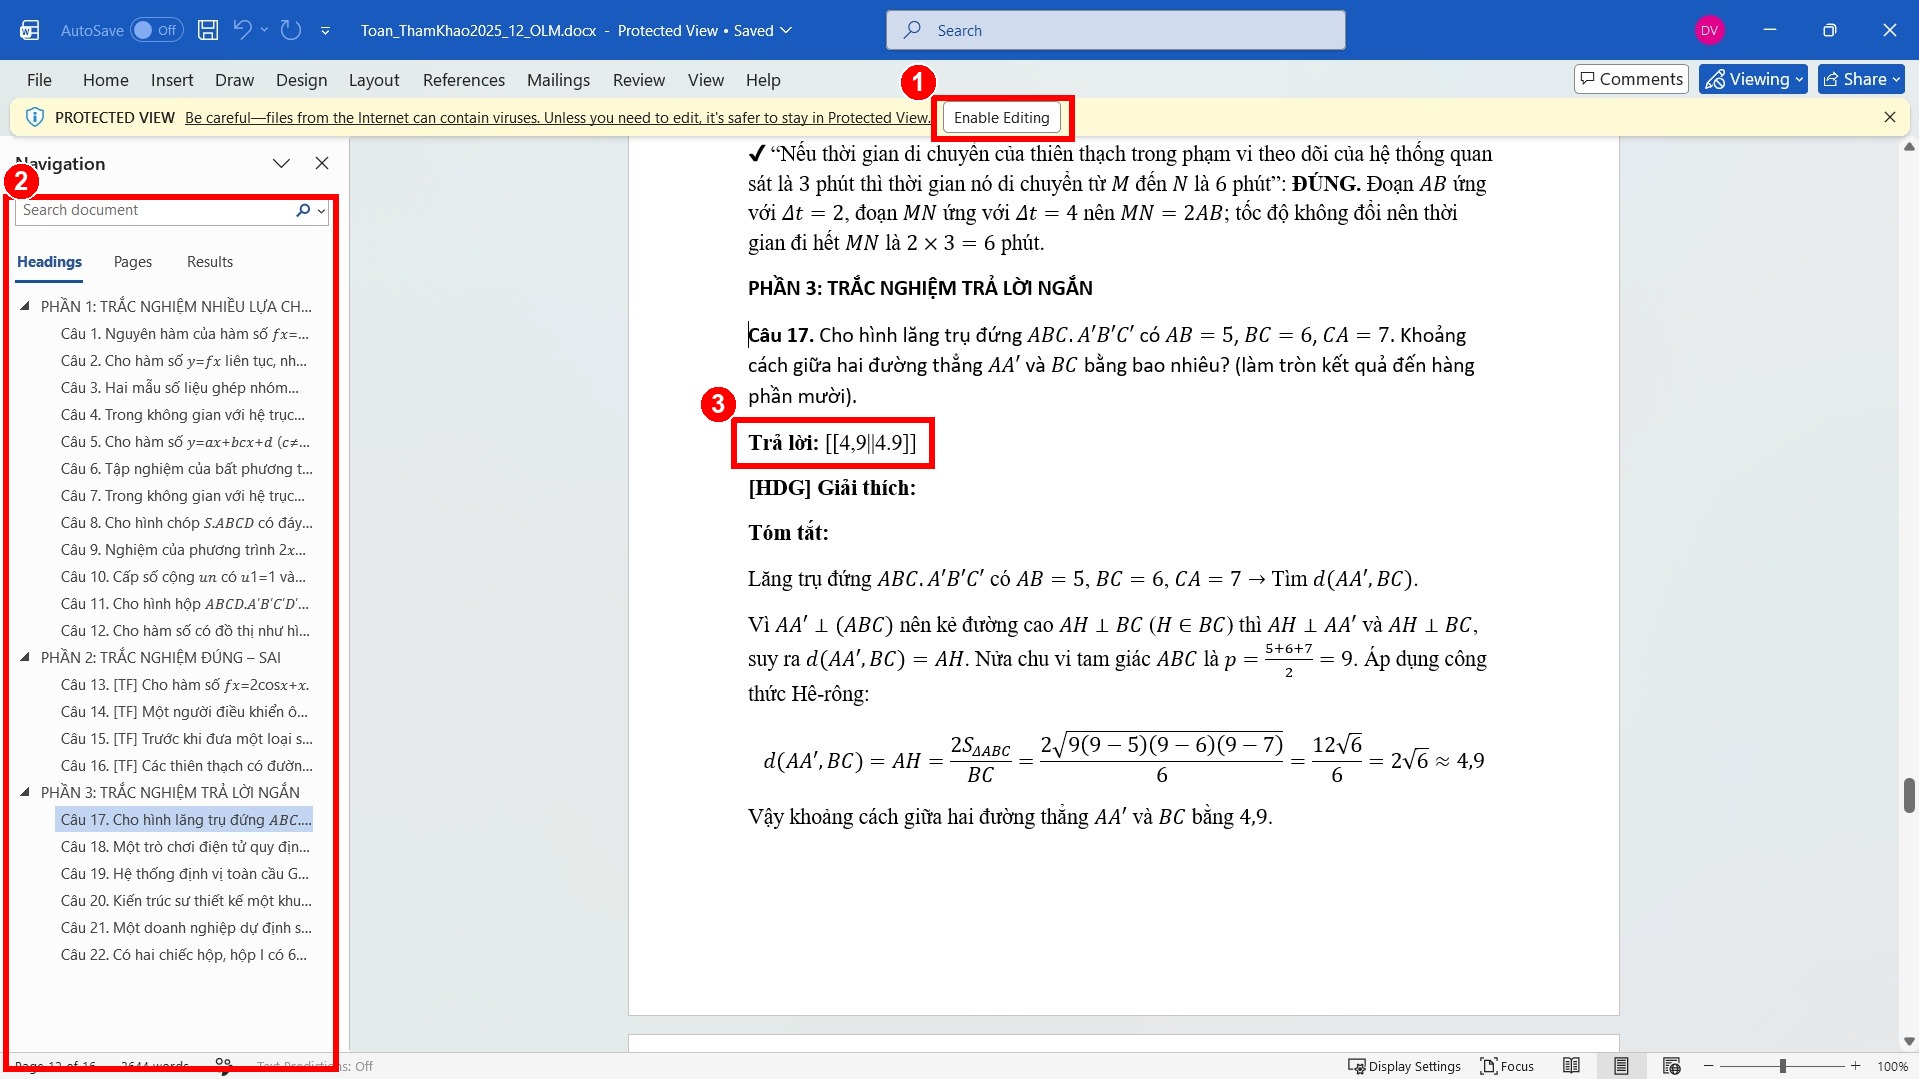 AutoSave Off Toan_ThamKhao2025_12_OLM.docx - Protected View • Saved Search DV
File Home Insert Draw Design Layout References Mailings Review View Help 1 Comments Viewing Share
PROTECTED VIEW Be careful—files from the Internet can contain viruses. Unless you need to edit, it's safer to stay in Protected View. Enable Editing
Navigation
2
Search document
Headings Pages Results
PHẦN 1: TRẮC NGHIỆM NHIỀU LỰA CH...
Câu 1. Nguyên hàm của hàm số fx=...
Câu 2. Cho hàm số y=fx liên tục, nh...
Câu 3. Hai mẫu số liệu ghép nhóm...
Câu 4. Trong không gian với hệ trục...
Câu 5. Cho hàm số y=ax+bcx+d (c≠...
Câu 6. Tập nghiệm của bất phương t...
Câu 7. Trong không gian với hệ trục...
Câu 8. Cho hình chóp S.ABCD có đáy...
Câu 9. Nghiệm của phương trình 2x...
Câu 10. Cấp số cộng un có u1=1 và...
Câu 11. Cho hình hộp ABCD.A'B'C'D'...
Câu 12. Cho hàm số có đồ thị như hì...
PHẦN 2: TRẮC NGHIỆM ĐÚNG – SAI
Câu 13. [TF] Cho hàm số fx=2cosx+x.
Câu 14. [TF] Một người điều khiển ô...
Câu 15. [TF] Trước khi đưa một loại s...
Câu 16. [TF] Các thiên thạch có đườn...
PHẦN 3: TRẮC NGHIỆM TRẢ LỜI NGẮN
Câu 17. Cho hình lăng trụ đứng ABC....
Câu 18. Một trò chơi điện tử quy địn...
Câu 19. Hệ thống định vị toàn cầu G...
Câu 20. Kiến trúc sư thiết kế một khu...
Câu 21. Một doanh nghiệp dự định s...
Câu 22. Có hai chiếc hộp, hộp I có 6...
✔ “Nếu thời gian di chuyển của thiên thạch trong phạm vi theo dõi của hệ thống quan
sát là 3 phút thì thời gian nó di chuyển từ M đến N là 6 phút”: ĐÚNG. Đoạn AB ứng
với Δt = 2, đoạn MN ứng với Δt = 4 nên MN = 2AB; tốc độ không đổi nên thời
gian đi hết MN là 2 × 3 = 6 phút.
PHẦN 3: TRẮC NGHIỆM TRẢ LỜI NGẮN
Câu 17. Cho hình lăng trụ đứng ABC.A′B′C′ có AB = 5, BC = 6, CA = 7. Khoảng
cách giữa hai đường thẳng AA′ và BC bằng bao nhiêu? (làm tròn kết quả đến hàng
phần mười).
3
Trả lời: [[4,9||4.9]]
[HDG] Giải thích:
Tóm tắt:
Lăng trụ đứng ABC.A′B′C′ có AB = 5, BC = 6, CA = 7 → Tìm d(AA′, BC).
Vì AA′ ⊥ (ABC) nên kẻ đường cao AH ⊥ BC (H ∈ BC) thì AH ⊥ AA′ và AH ⊥ BC,
suy ra d(AA′, BC) = AH. Nửa chu vi tam giác ABC là p = (5+6+7)/2 = 9. Áp dụng công
thức Hê-rông:
d(AA′, BC) = AH = 2S_ΔABC/BC = 2√(9(9 − 5)(9 − 6)(9 − 7))/6 = 12√6/6 = 2√6 ≈ 4,9
Vậy khoảng cách giữa hai đường thẳng AA′ và BC bằng 4,9.
Page 12 of 16 2644 words Text Predictions: Off Display Settings Focus 100%